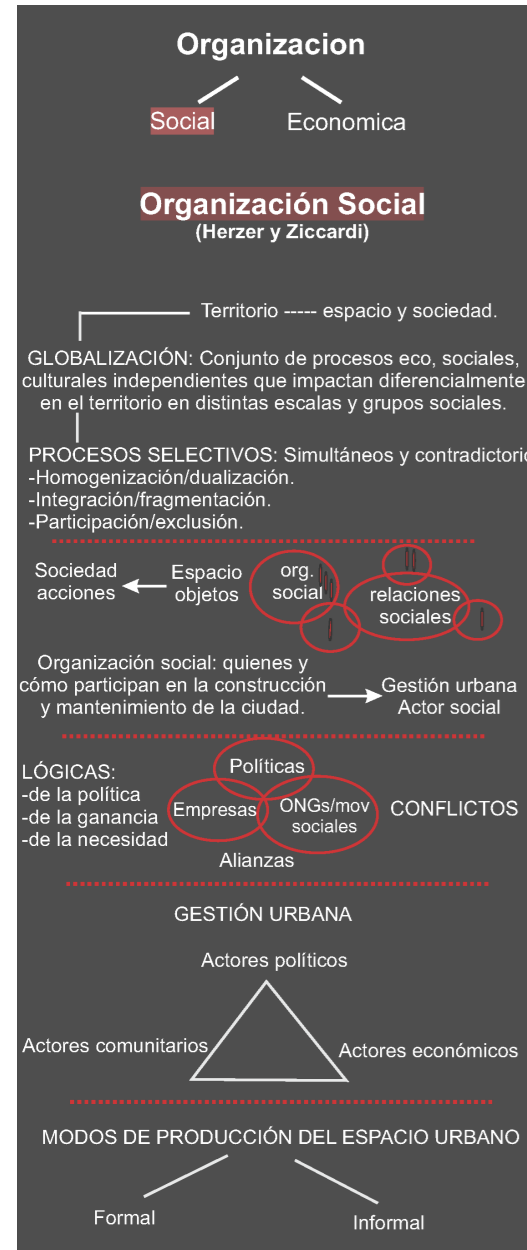 Organizacion
Social
Economica
Organización Social
(Herzer y Ziccardi)
Territorio ----- espacio y sociedad.
GLOBALIZACIÓN: Conjunto de procesos eco, sociales,
culturales independientes que impactan diferencialmente
en el territorio en distintas escalas y grupos sociales.
PROCESOS SELECTIVOS: Simultáneos y contradictorio
-Homogenización/dualización.
-Integración/fragmentación.
-Participación/exclusión.
Sociedad
acciones
Espacio
objetos
org.
social
relaciones
sociales
Organización social: quienes y
cómo participan en la construcción
y mantenimiento de la ciudad.
Gestión urbana
Actor social
LÓGICAS:
-de la política
-de la ganancia
-de la necesidad
Políticas
Empresas
ONGs/mov
sociales
Alianzas
CONFLICTOS
GESTIÓN URBANA
Actores políticos
Actores comunitarios
Actores económicos
MODOS DE PRODUCCIÓN DEL ESPACIO URBANO
Formal
Informal